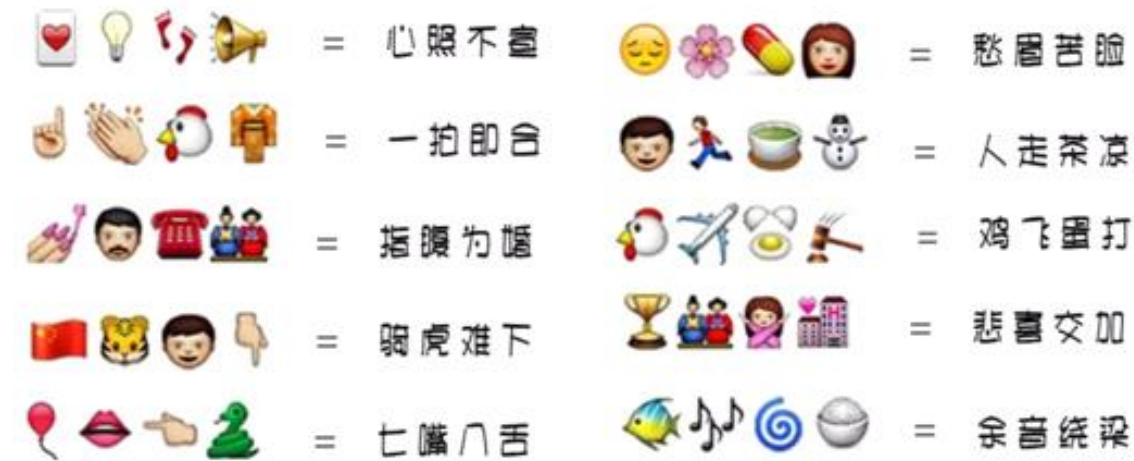 = 心照不宣
= 一拍即合
= 指腹为婚
= 骑虎难下
= 七嘴八舌
= 愁眉苦脸
= 人走茶凉
= 鸡飞蛋打
= 悲喜交加
= 余音绕梁